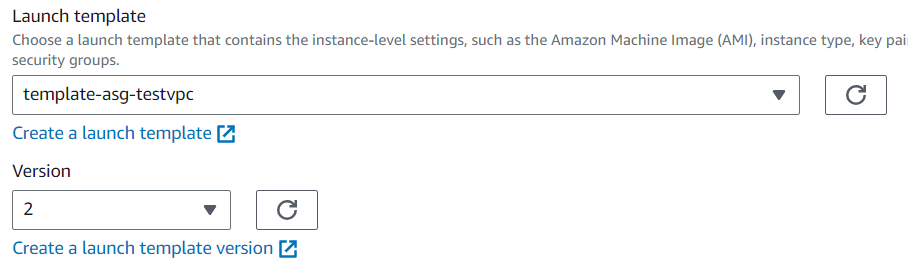 Launch template
Choose a launch template that contains the instance-level settings, such as the Amazon Machine Image (AMI), instance type, key pai
security groups.
template-asg-testvpc
Create a launch template
Version
2
Create a launch template version